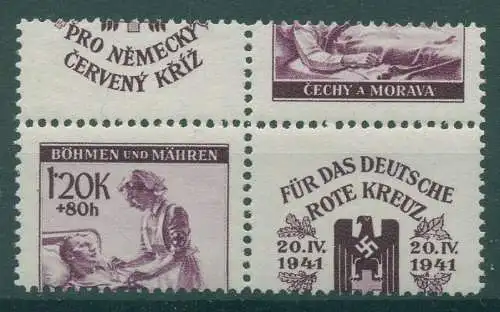 PRO NĚMECKÝ
ČERVENÝ KŘÍŽ
ČECHY A MORAVA
BÖHMEN UND MÄHREN
1'20K
+80h
FÜR DAS DEUTSCHE
ROTE KREUZ
20.IV. 20.IV.
1941 1941